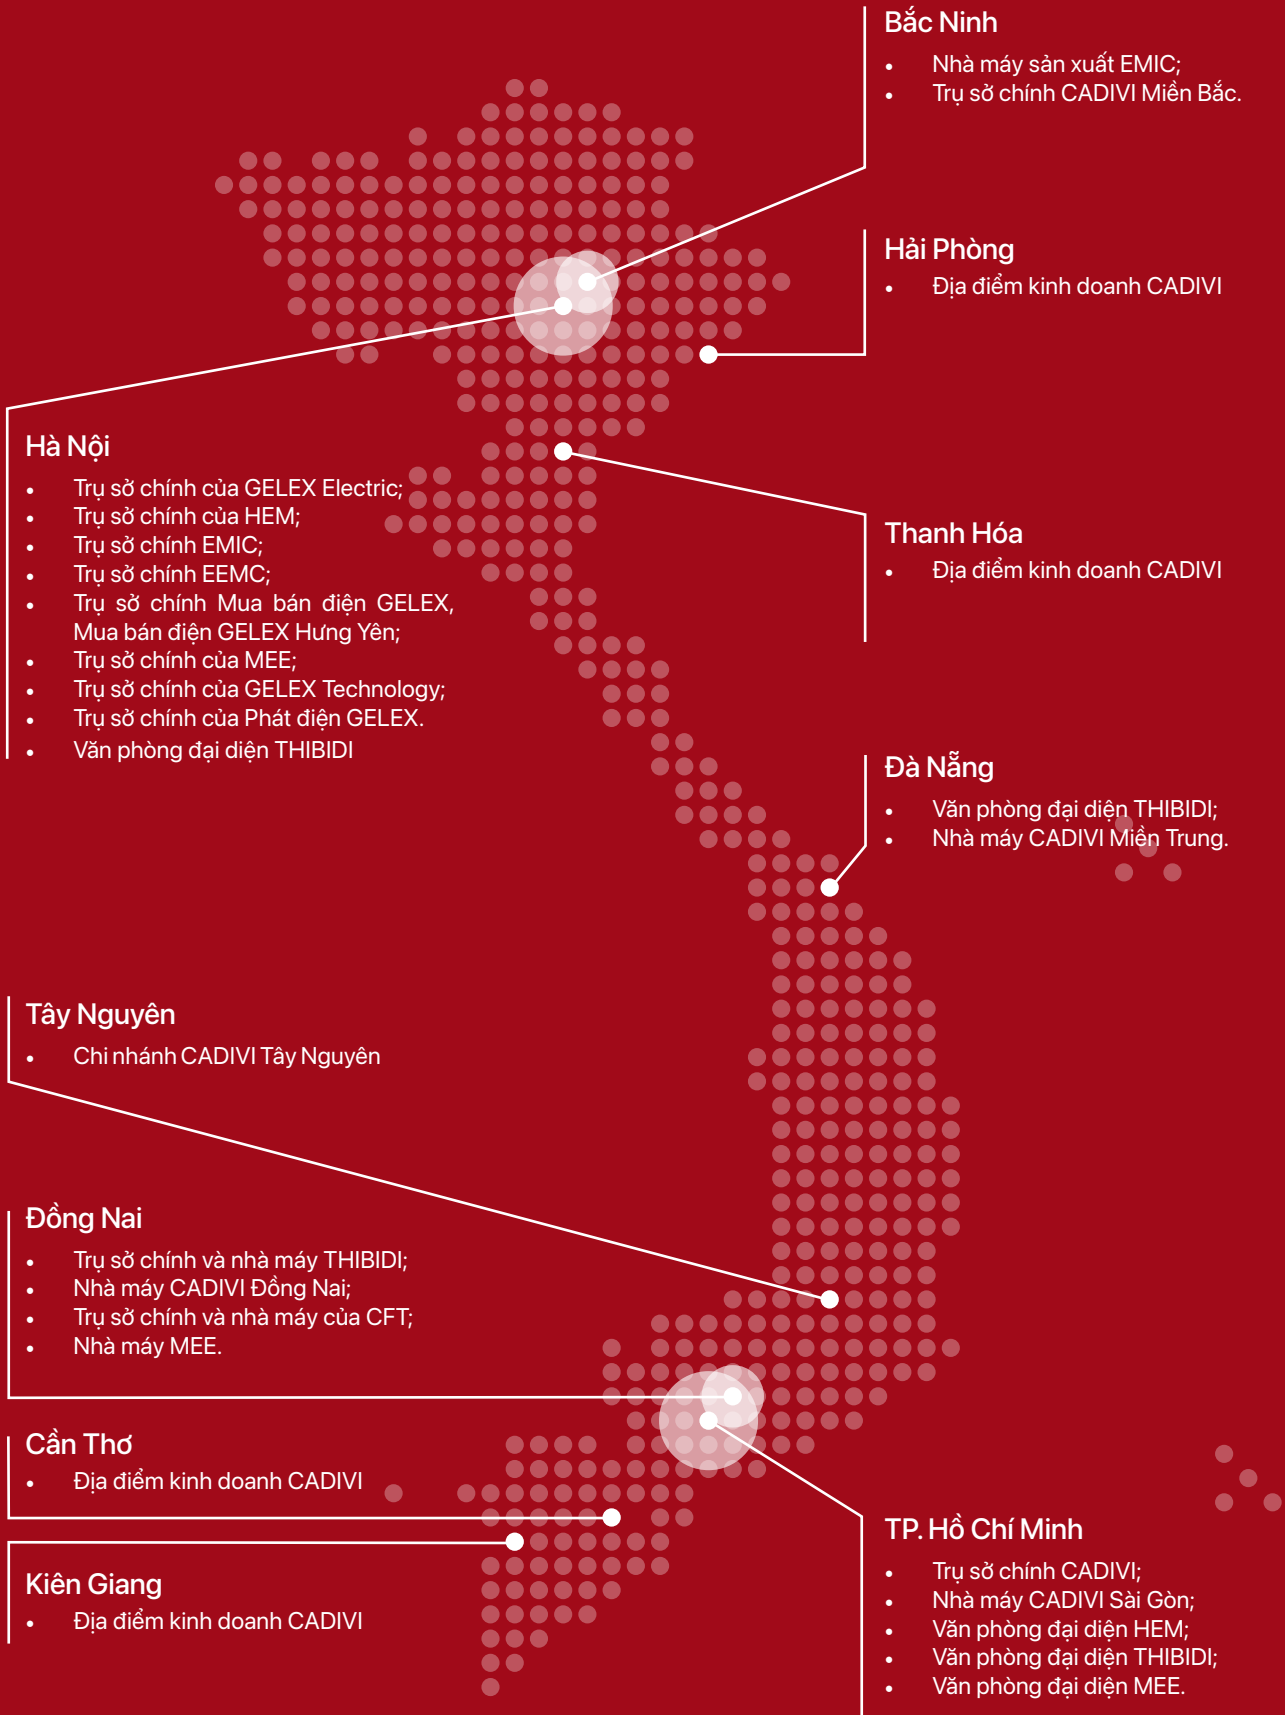 Bắc Ninh
• Nhà máy sản xuất EMIC;
• Trụ sở chính CADIVI Miền Bắc.
Hải Phòng
• Địa điểm kinh doanh CADIVI
Hà Nội
• Trụ sở chính của GELEX Electric;
• Trụ sở chính của HEM;
• Trụ sở chính EMIC;
• Trụ sở chính EEMC;
• Trụ sở chính Mua bán điện GELEX,
Mua bán điện GELEX Hưng Yên;
• Trụ sở chính của MEE;
• Trụ sở chính của GELEX Technology;
• Trụ sở chính của Phát điện GELEX.
• Văn phòng đại diện THIBIDI
Thanh Hóa
• Địa điểm kinh doanh CADIVI
Đà Nẵng
• Văn phòng đại diện THIBIDI;
• Nhà máy CADIVI Miền Trung.
Tây Nguyên
• Chi nhánh CADIVI Tây Nguyên
Đồng Nai
• Trụ sở chính và nhà máy THIBIDI;
• Nhà máy CADIVI Đồng Nai;
• Trụ sở chính và nhà máy của CFT;
• Nhà máy MEE.
Cần Thơ
• Địa điểm kinh doanh CADIVI
Kiên Giang
• Địa điểm kinh doanh CADIVI
TP. Hồ Chí Minh
• Trụ sở chính CADIVI;
• Nhà máy CADIVI Sài Gòn;
• Văn phòng đại diện HEM;
• Văn phòng đại diện THIBIDI;
• Văn phòng đại diện MEE.